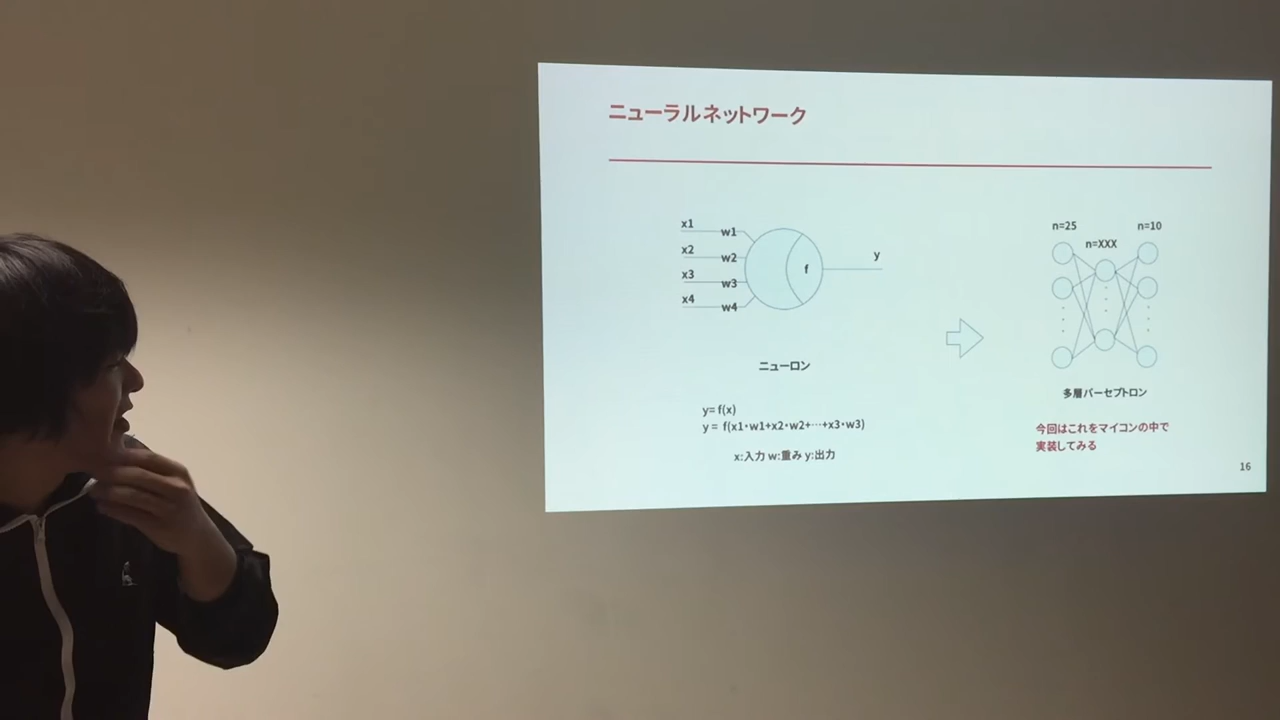 ニューラルネットワーク
x1
w1
x2
w2
x3
w3
x4
w4
f
y
ニューロン
y= f(x)
y = f(x1・w1+x2・w2+…+x3・w3)
x:入力 w:重み y:出力
n=25
n=XXX
n=10
多層パーセプトロン
今回はこれをマイコンの中で
実装してみる
16